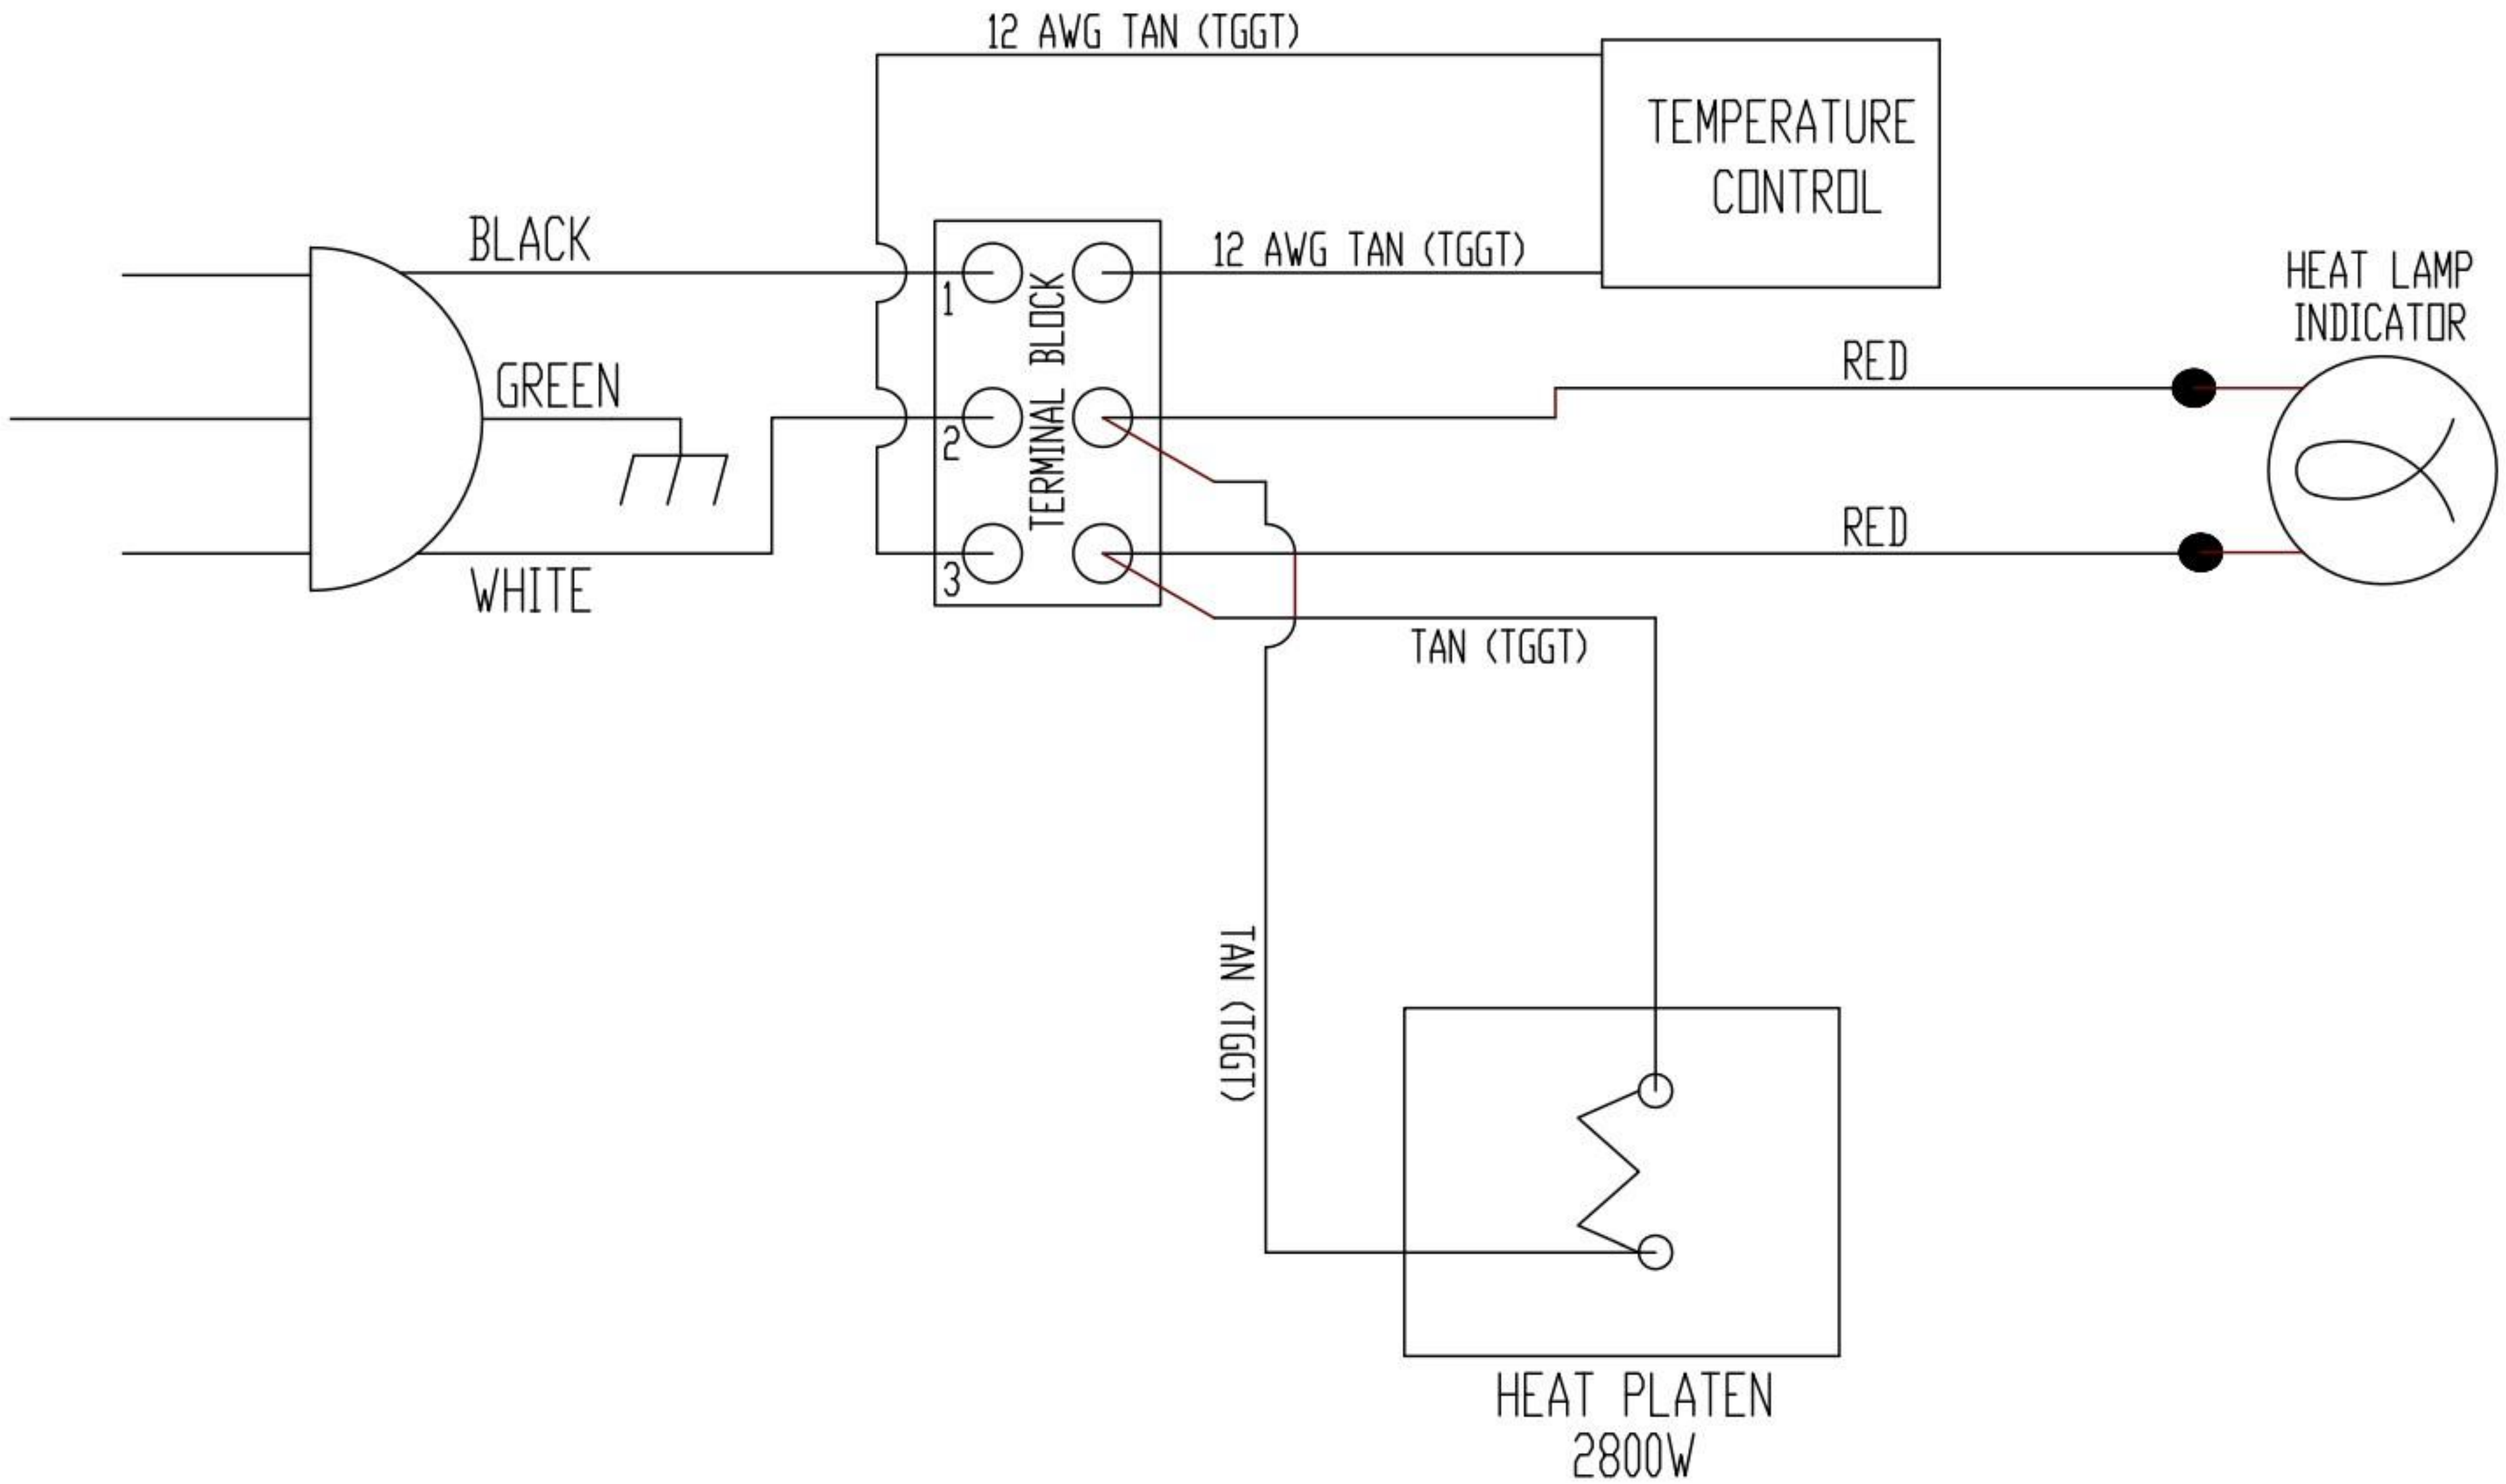 12 AWG TAN (TGGT)
TEMPERATURE
CONTROL
BLACK
12 AWG TAN (TGGT)
HEAT LAMP
INDICATOR
1
TERMINAL BLOCK
RED
GREEN
2
RED
3
WHITE
TAN (TGGT)
TAN (TGGT)
HEAT PLATEN
2800W